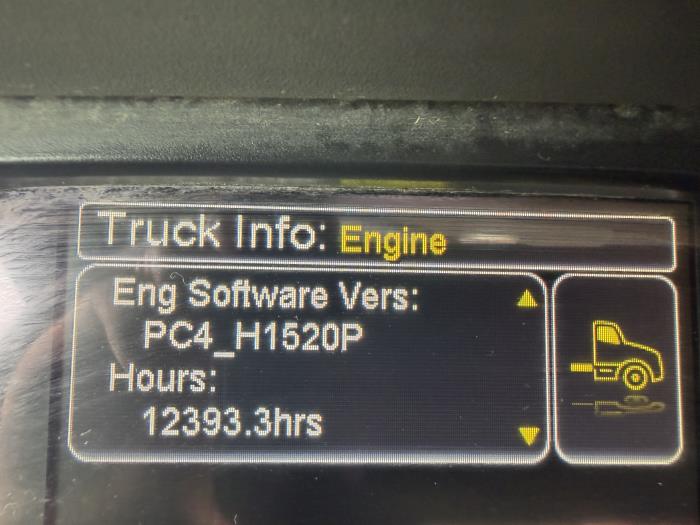 Truck Info: Engine
Eng Software Vers:
PC4_H1520P
Hours:
12393.3hrs